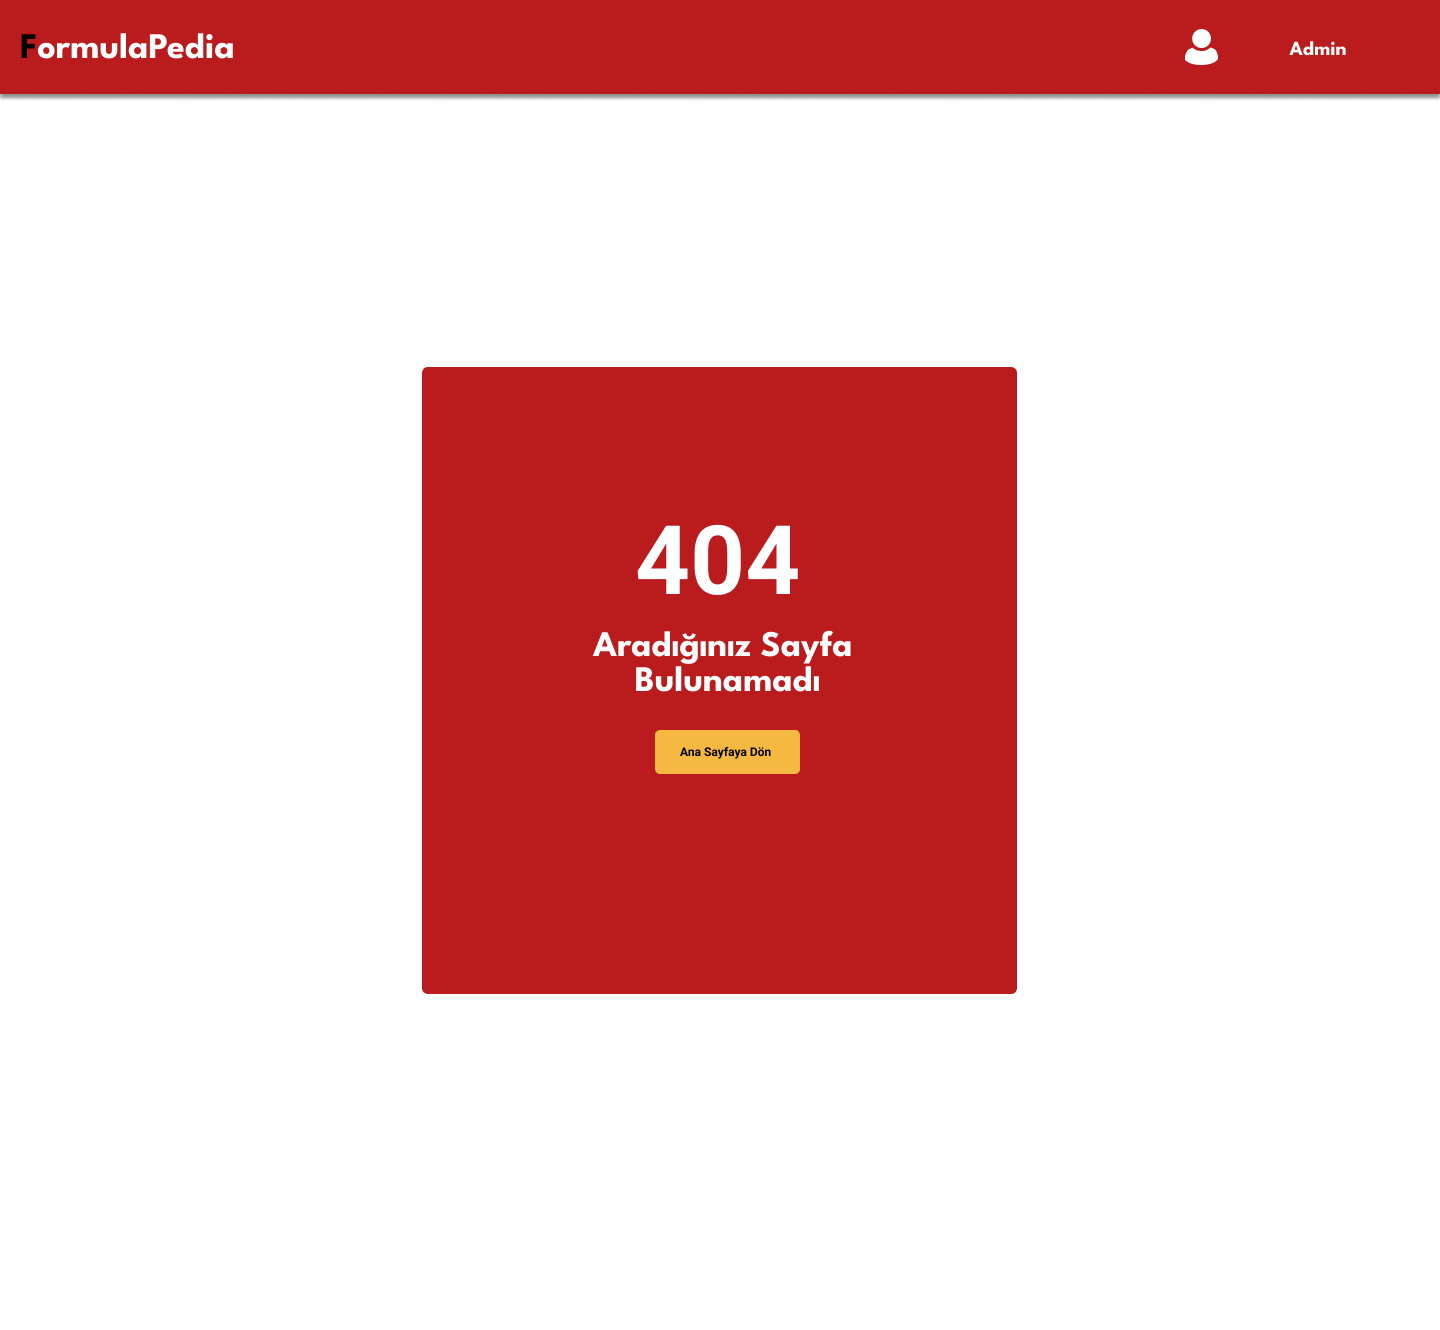 FormulaPedia
Admin
404
Aradığınız Sayfa
Bulunamadı
Ana Sayfaya Dön